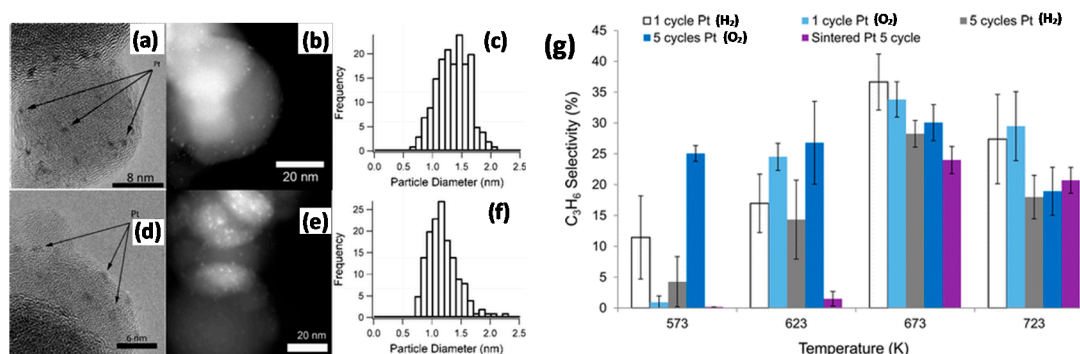 (a)
Pt
8 nm
(b)
20 nm
(c)
Frequency
20
15
10
5
0
0.0 0.5 1.0 1.5 2.0 2.5
Particle Diameter (nm)
(d)
Pt
6 nm
(e)
20 nm
(f)
Frequency
25
20
15
10
5
0
0.0 0.5 1.0 1.5 2.0 2.5
Particle Diameter (nm)
(g)
1 cycle Pt (H₂) 1 cycle Pt (O₂) 5 cycles Pt (H₂)
5 cycles Pt (O₂) Sintered Pt 5 cycle
C₃H₆ Selectivity (%)
45
40
35
30
25
20
15
10
5
0
573 623 673 723
Temperature (K)